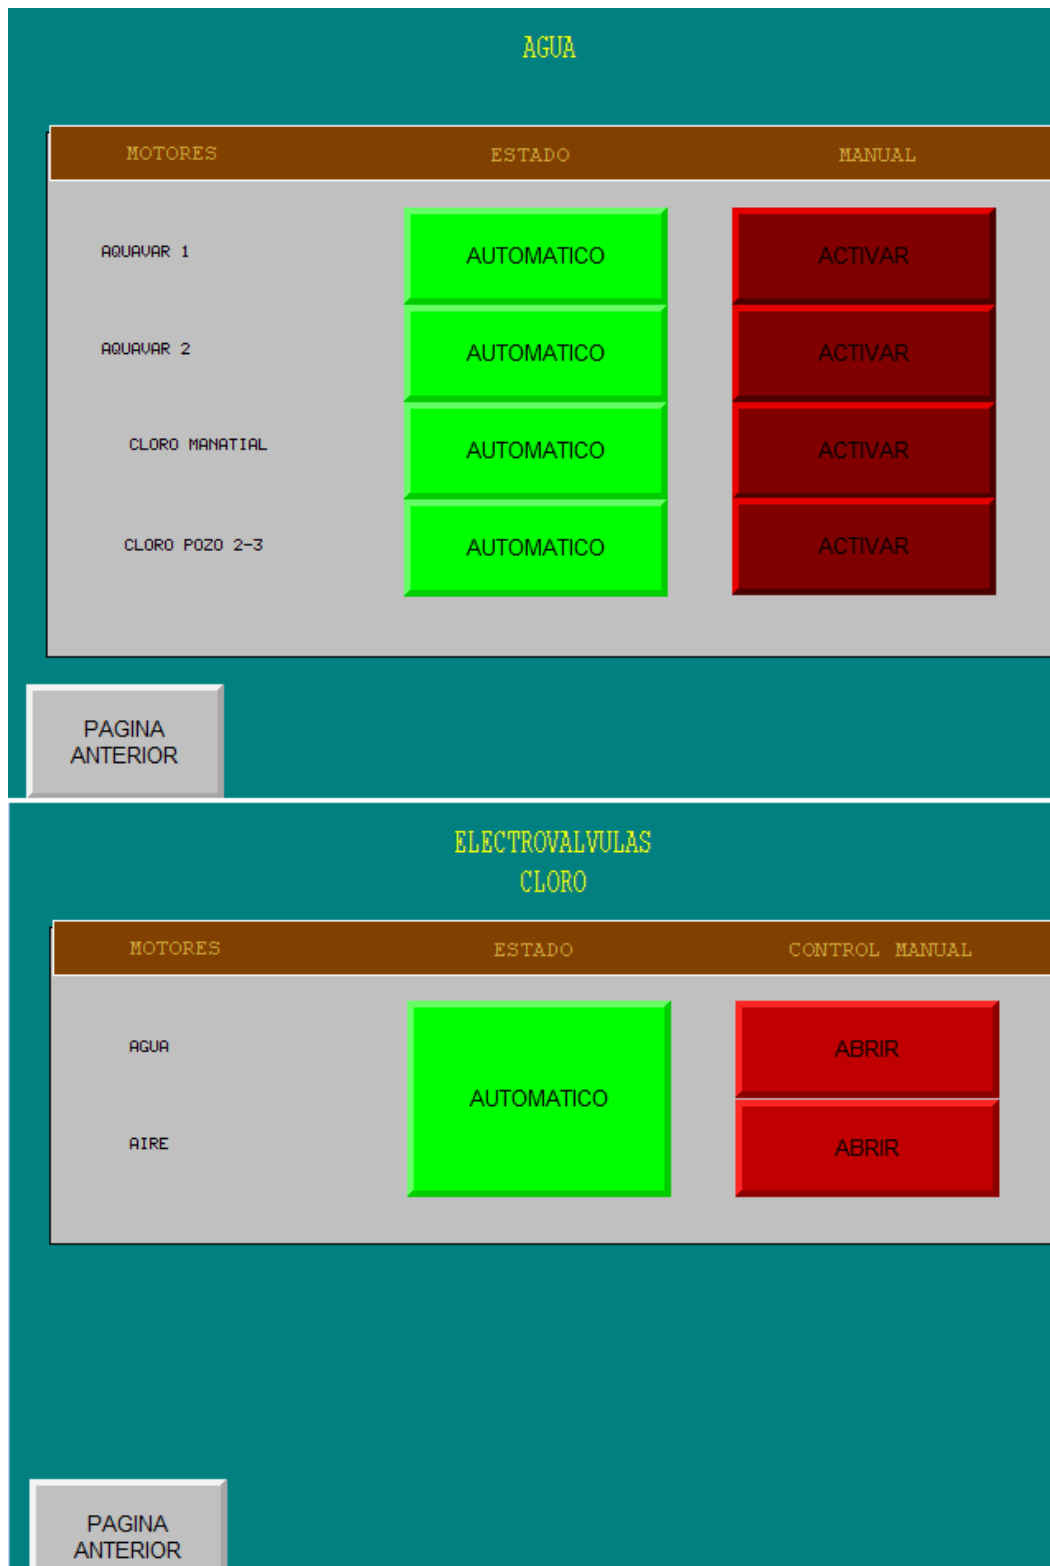 AGUA
MOTORES ESTADO MANUAL
AQUAVAR 1 AUTOMATICO ACTIVAR
AQUAVAR 2 AUTOMATICO ACTIVAR
CLORO MANATIAL AUTOMATICO ACTIVAR
CLORO POZO 2-3 AUTOMATICO ACTIVAR
PAGINA
ANTERIOR
ELECTROVALVULAS
CLORO
MOTORES ESTADO CONTROL MANUAL
AGUA ABRIR
AUTOMATICO
AIRE ABRIR
PAGINA
ANTERIOR